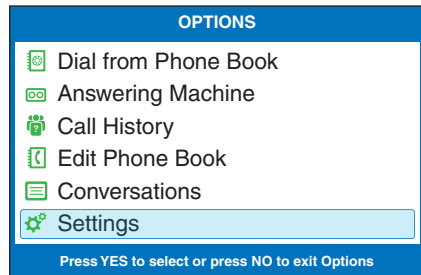 OPTIONS
Dial from Phone Book
Answering Machine
Call History
Edit Phone Book
Conversations
Settings
Press YES to select or press NO to exit Options